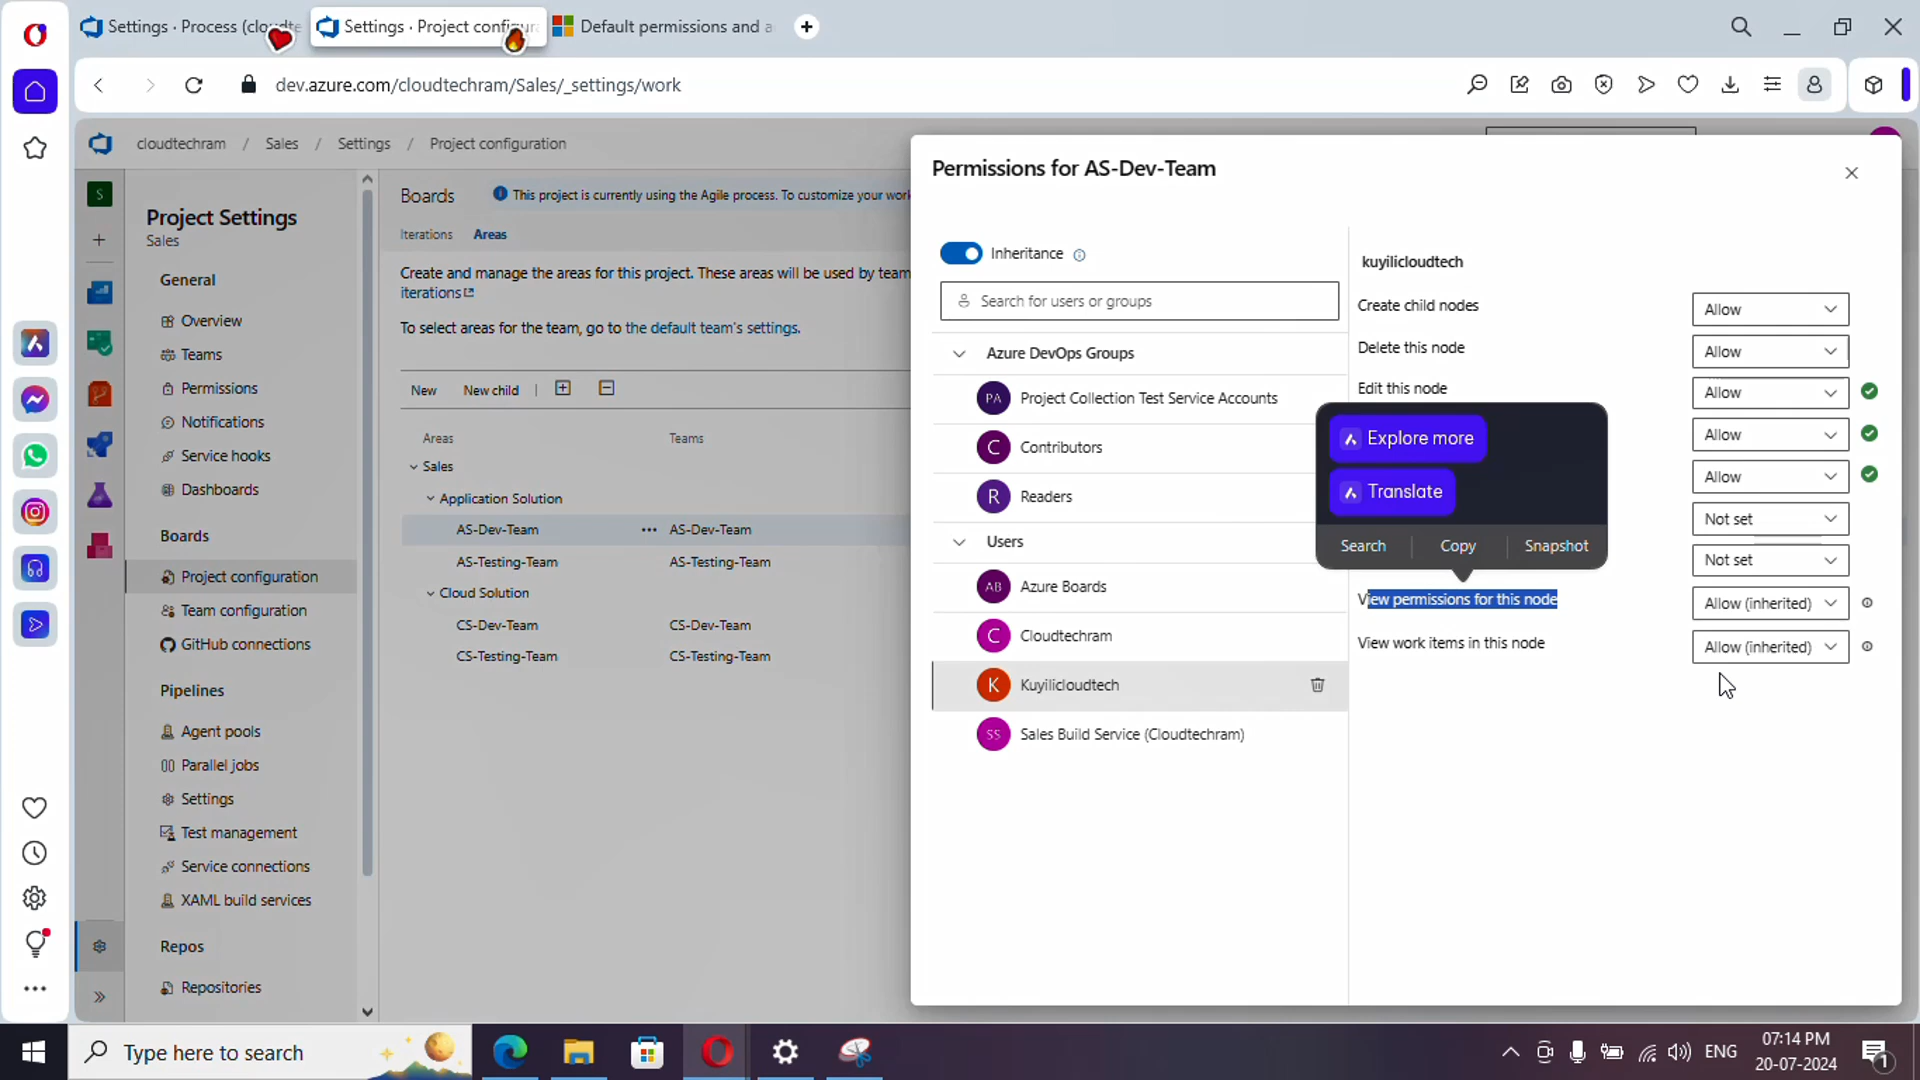 Settings · Process (cloudte
Settings · Project configura
Default permissions and a
dev.azure.com/cloudtechram/Sales/_settings/work
cloudtechram / Sales / Settings / Project configuration
S
Project Settings
Sales
General
Overview
Teams
Permissions
Notifications
Service hooks
Dashboards
Boards
Project configuration
Team configuration
GitHub connections
Pipelines
Agent pools
Parallel jobs
Settings
Test management
Service connections
XAML build services
Repos
Repositories
Boards
This project is currently using the Agile process. To customize your work
Iterations Areas
Create and manage the areas for this project. These areas will be used by team
iterations
To select areas for the team, go to the default team's settings.
New New child
Areas Teams
Sales
Application Solution
AS-Dev-Team AS-Dev-Team
AS-Testing-Team AS-Testing-Team
Cloud Solution
CS-Dev-Team CS-Dev-Team
CS-Testing-Team CS-Testing-Team
Permissions for AS-Dev-Team
Inheritance
Search for users or groups
Azure DevOps Groups
PA Project Collection Test Service Accounts
C Contributors
R Readers
Users
AB Azure Boards
C Cloudtechram
K Kuyilicloudtech
SS Sales Build Service (Cloudtechram)
kuyilicloudtech
Create child nodes Allow
Delete this node Allow
Edit this node Allow
Allow
Allow
Not set
Not set
Explore more
Translate
Search Copy Snapshot
View permissions for this node Allow (inherited)
View work items in this node Allow (inherited)
Type here to search
ENG
07:14 PM
20-07-2024
1